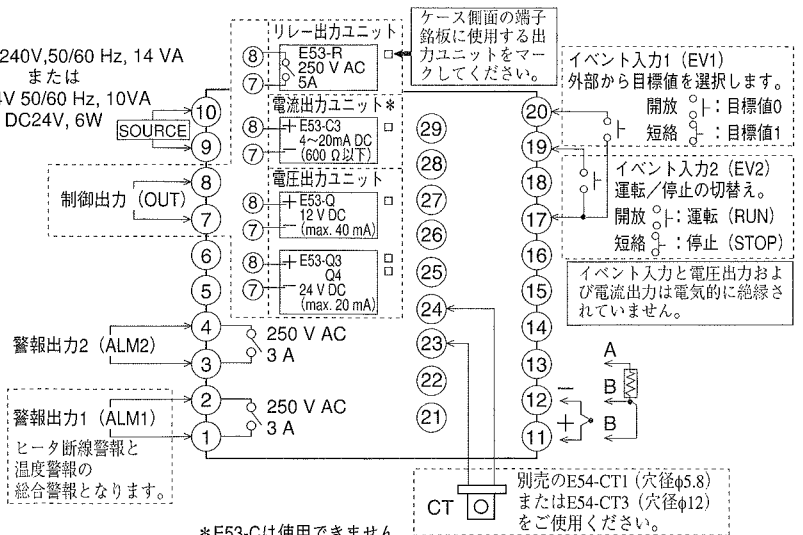 240V,50/60 Hz, 14 VA
または
4V 50/60 Hz, 10VA
DC24V, 6W
SOURCE
10
9
8
7
6
5
4
3
2
1
制御出力（OUT）
警報出力2（ALM2）
250 V AC
3 A
警報出力1（ALM1）
250 V AC
3 A
ヒータ断線警報と
温度警報の
総合警報となります。
リレー出力ユニット
8
7
E53-R
250 V AC
5A
電流出力ユニット*
8
7
+ E53-C3
4～20mA DC
− (600 Ω以下)
電圧出力ユニット
8
7
+ E53-Q
12 V DC
− (max. 40 mA)
8
7
+ E53-Q3
Q4
24 V DC
− (max. 20 mA)
ケース側面の端子
銘板に使用する出
力ユニットをマー
クしてください。
29
28
27
26
25
24
23
22
21
20
19
18
17
16
15
14
13
12
11
イベント入力1（EV1）
外部から目標値を選択します。
開放 ：目標値0
短絡 ：目標値1
イベント入力2（EV2）
運転／停止の切替え。
開放 ：運転（RUN）
短絡 ：停止（STOP）
イベント入力と電圧出力およ
び電流出力は電気的に絶縁さ
れていません。
−
+
A
B
B
CT
別売のE54-CT1（穴径φ5.8）
またはE54-CT3（穴径φ12）
をご使用ください。
*E53-Cは使用できません